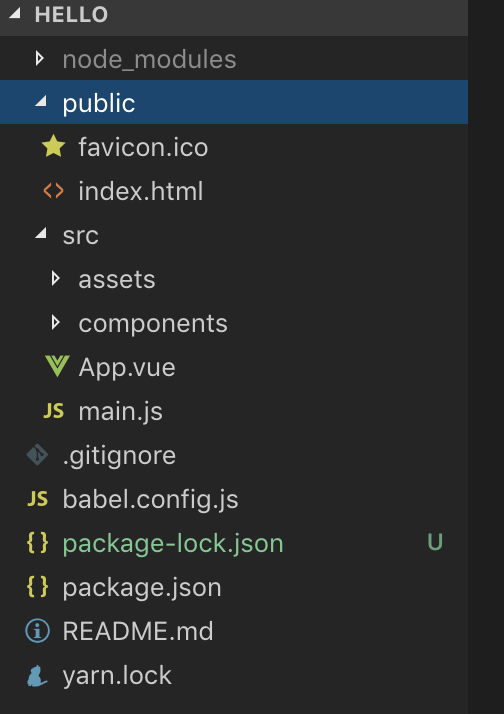 HELLO
node_modules
public
favicon.ico
<> index.html
src
assets
components
App.vue
JS main.js
.gitignore
JS babel.config.js
{} package-lock.json U
{} package.json
README.md
yarn.lock